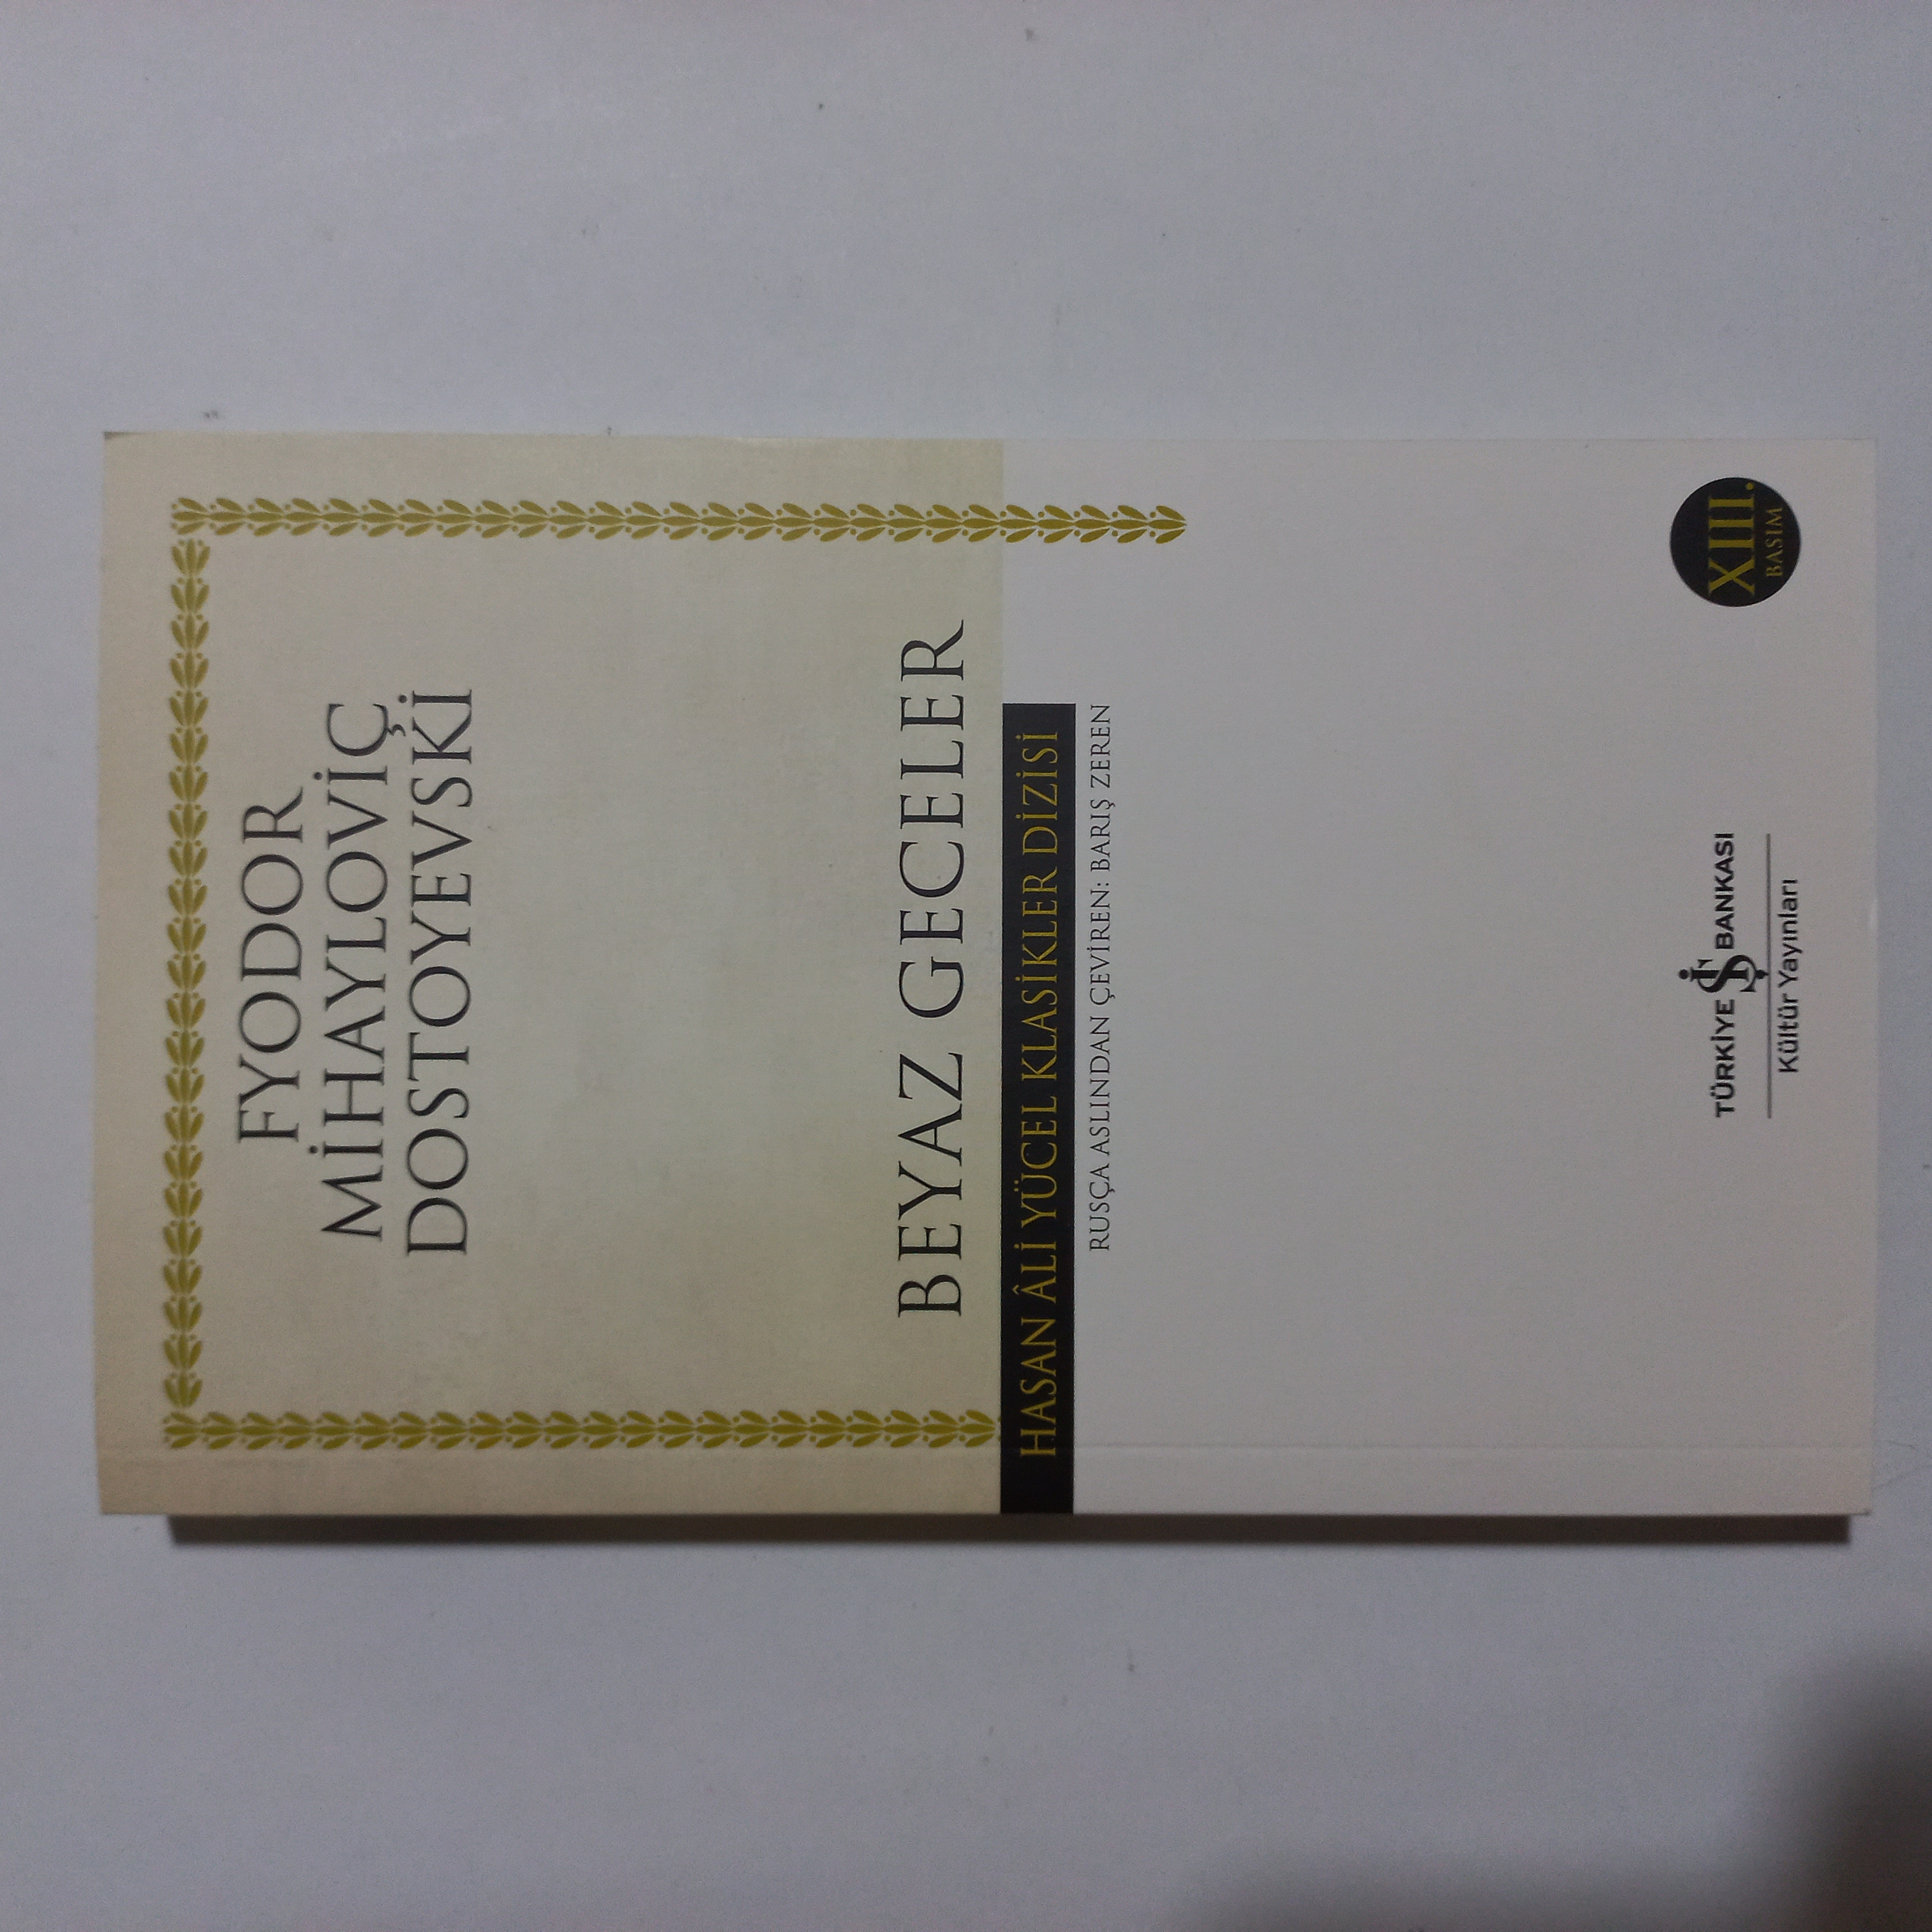 FYODOR
MİHAYLOVİÇ
DOSTOYEVSKİ
BEYAZ GECELER
HASAN ÂLİ YÜCEL KLASİKLER DİZİSİ
RUSÇA ASLINDAN ÇEVİREN: BARIŞ ZEREN
TÜRKİYE İŞ BANKASI
Kültür Yayınları
XIII.
BASIM